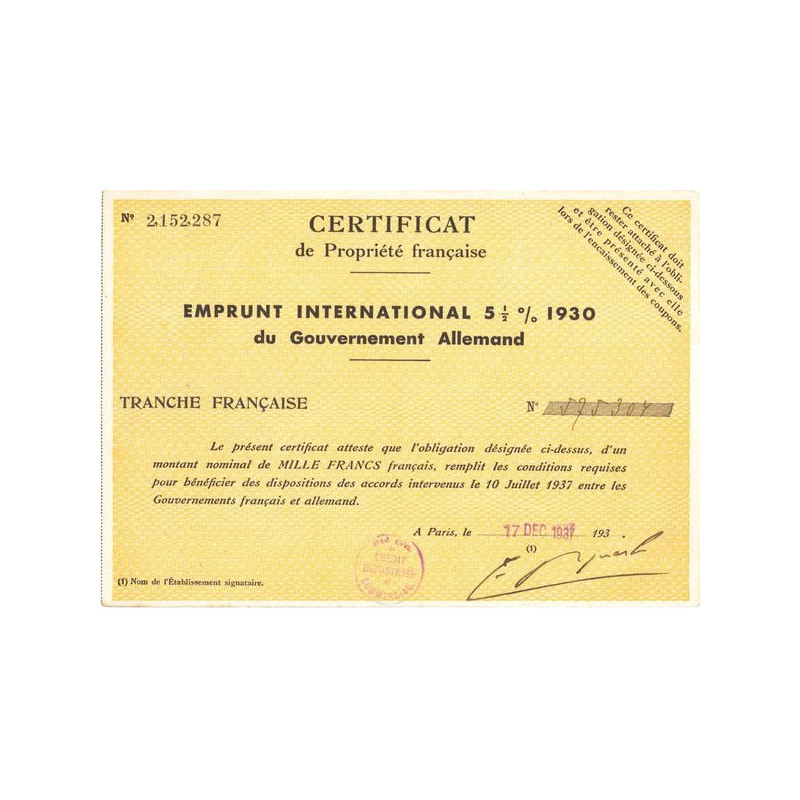 Nº 2,152,287
CERTIFICAT
de Propriété française
Ce certificat doit
rester attaché à l'obli-
gation désignée ci-dessous
et être présenté avec elle
lors de l'encaissement des coupons.
EMPRUNT INTERNATIONAL 5 ½ % 1930
du Gouvernement Allemand
TRANCHE FRANÇAISE
Nº 575304
Le présent certificat atteste que l'obligation désignée ci-dessus, d'un
montant nominal de MILLE FRANCS français, remplit les conditions requises
pour bénéficier des dispositions des accords intervenus le 10 Juillet 1937 entre les
Gouvernements français et allemand.
A Paris, le 17 DEC. 1937 193 .
(1)
CRÉDIT
INDUSTRIEL
(1) Nom de l'Établissement signataire.